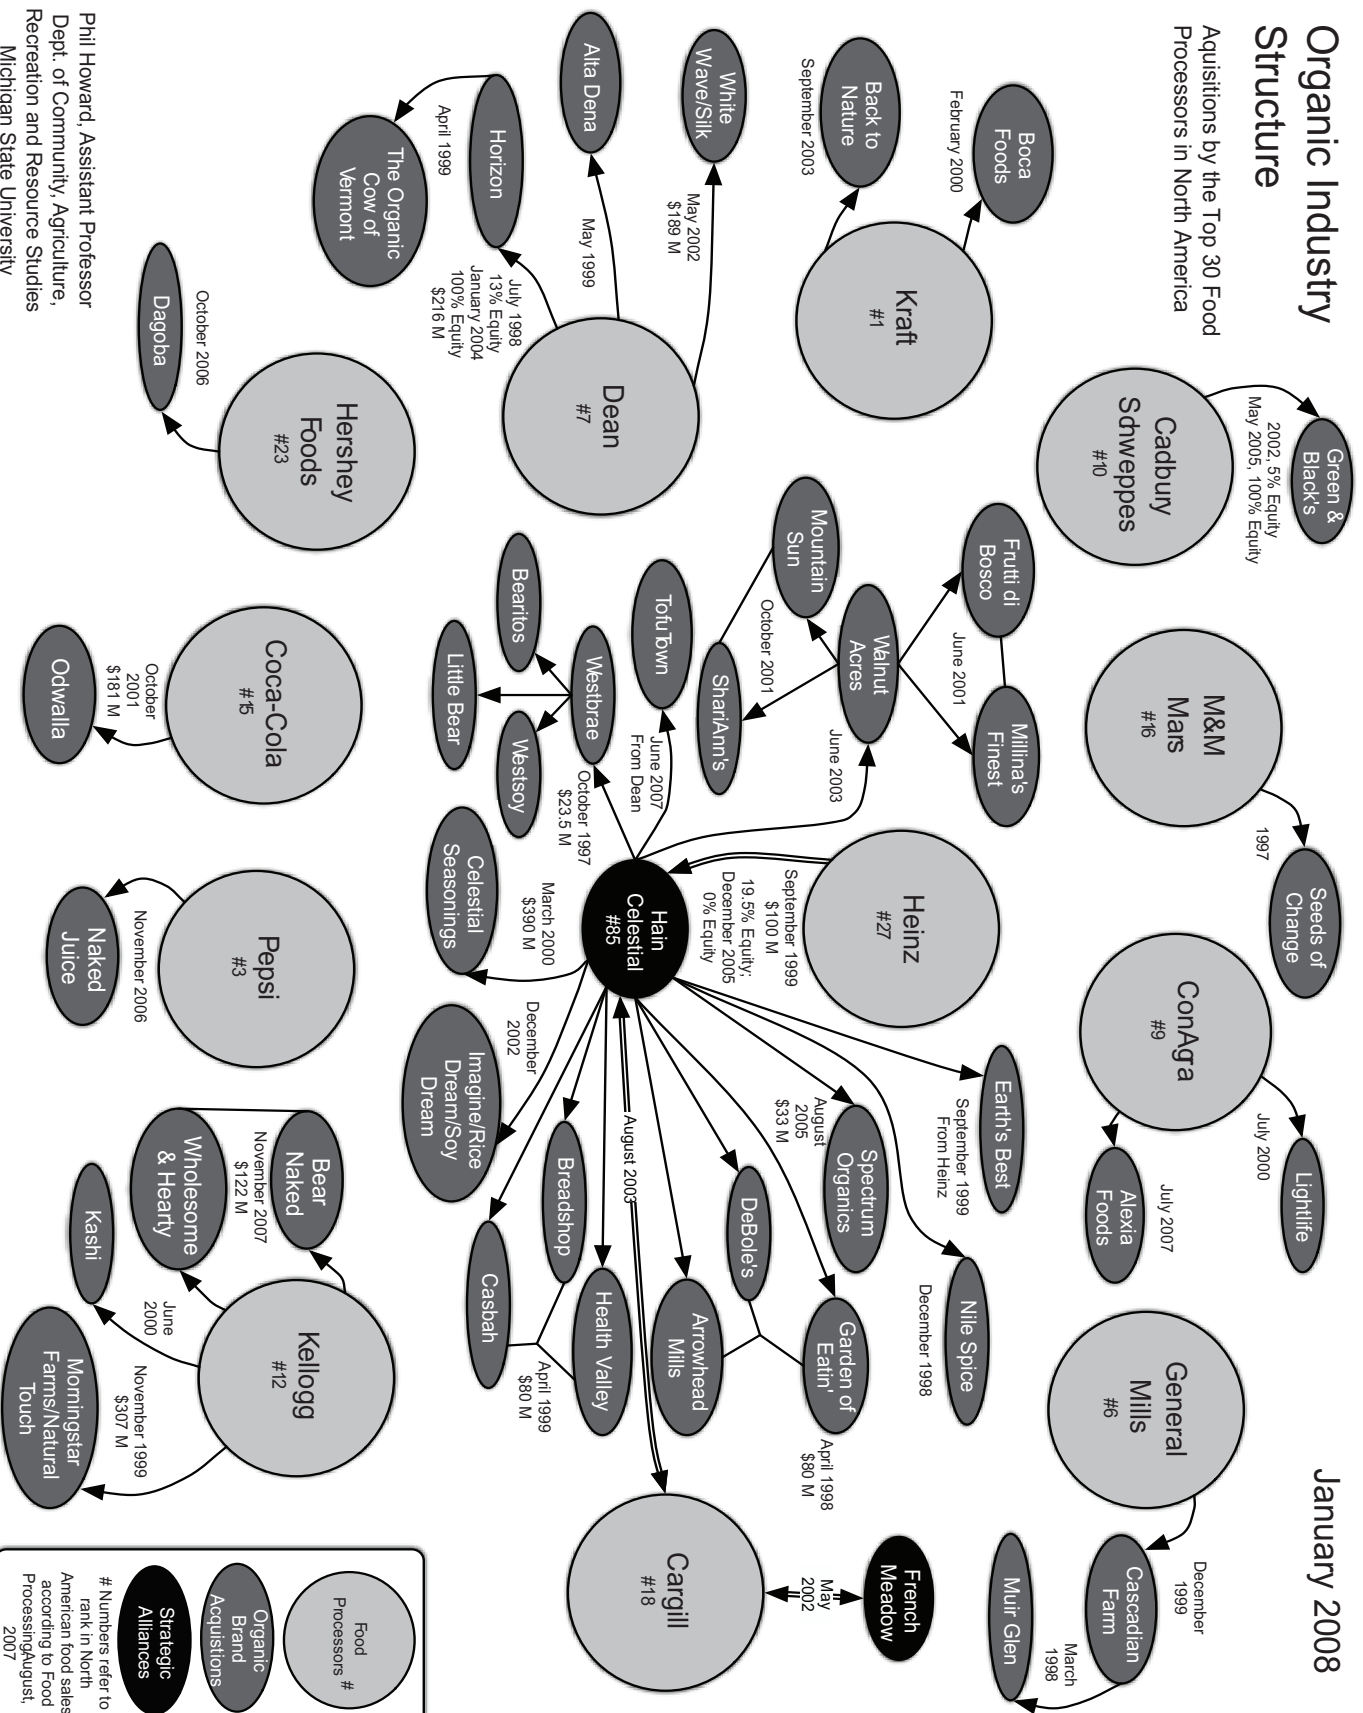 Organic Industry
Structure
Aquisitions by the Top 30 Food
Processors in North America
January 2008
Green &
Black's
2002, 5% Equity
May 2005, 100% Equity
Cadbury
Schweppes
#10
M&M
Mars
#16
1997
Seeds of
Change
ConAgra
#9
July 2000
Lightlife
July 2007
Alexia
Foods
General
Mills
#6
December
1999
Cascadian
Farm
March
1998
Muir Glen
Boca
Foods
February 2000
Back to
Nature
September 2003
Kraft
#1
Frutti di
Bosco
June 2001
Millina's
Finest
Walnut
Acres
June 2003
Mountain
Sun
October 2001
ShariAnn's
Heinz
#27
September 1999
$100 M
19.5% Equity;
December 2005
0% Equity
Earth's Best
September 1999
From Heinz
Nile Spice
December 1998
Spectrum
Organics
August
2005
$33 M
Garden of
Eatin'
April 1998
$80 M
DeBole's
Arrowhead
Mills
French
Meadow
May
2002
Cargill
#18
White
Wave/Silk
May 2002
$189 M
Alta Dena
May 1999
Horizon
April 1999
July 1998
13% Equity
January 2004
100% Equity
$216 M
The Organic
Cow of
Vermont
Dean
#7
TofuTown
June 2007
From Dean
Westbrae
October 1997
$23.5 M
Bearitos
Westsoy
Little Bear
Hain
Celestial
#85
Celestial
Seasonings
March 2000
$390 M
December
2002
Imagine/Rice
Dream/Soy
Dream
August 2003
Health Valley
Breadshop
Casbah
April 1999
$80 M
Hershey
Foods
#23
October 2006
Dagoba
Coca-Cola
#15
October
2001
$181 M
Odwalla
Pepsi
#3
November 2006
Naked
Juice
Bear
Naked
November 2007
$122 M
Wholesome
& Hearty
Kashi
June
2000
Kellogg
#12
November 1999
$307 M
Morningstar
Farms/Natural
Touch
Food
Processors #
Organic
Brand
Acquistions
Strategic
Alliances
# Numbers refer to
rank in North
American food sales
according to Food
ProcessingAugust,
2007
Phil Howard, Assistant Professor
Dept. of Community, Agriculture,
Recreation and Resource Studies
Michigan State University